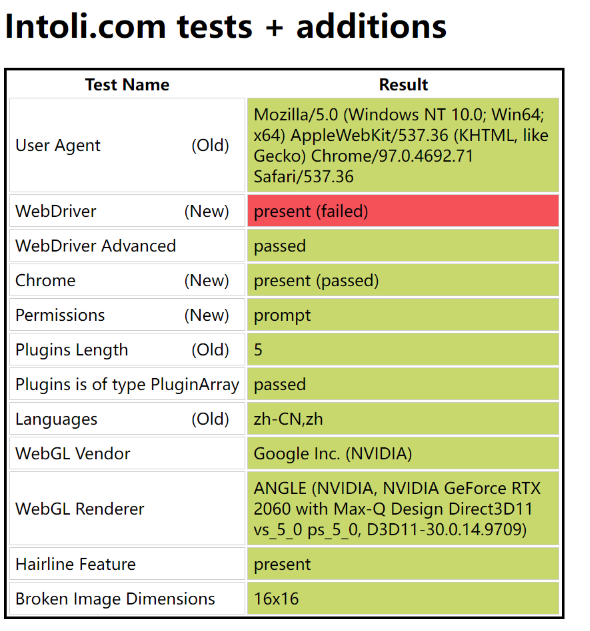 Intoli.com tests + additions
Test Name Result
User Agent (Old) Mozilla/5.0 (Windows NT 10.0; Win64;
x64) AppleWebKit/537.36 (KHTML, like
Gecko) Chrome/97.0.4692.71
Safari/537.36
WebDriver (New) present (failed)
WebDriver Advanced passed
Chrome (New) present (passed)
Permissions (New) prompt
Plugins Length (Old) 5
Plugins is of type PluginArray passed
Languages (Old) zh-CN,zh
WebGL Vendor Google Inc. (NVIDIA)
WebGL Renderer ANGLE (NVIDIA, NVIDIA GeForce RTX
2060 with Max-Q Design Direct3D11
vs_5_0 ps_5_0, D3D11-30.0.14.9709)
Hairline Feature present
Broken Image Dimensions 16x16